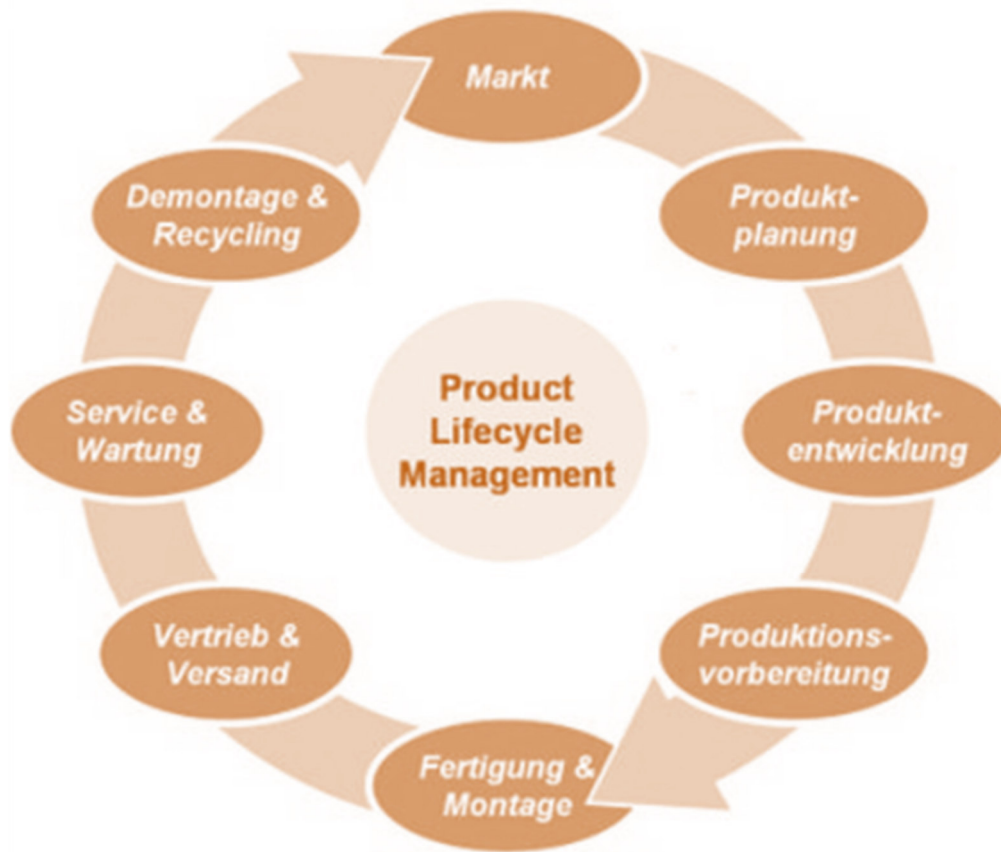 Markt
Produkt-
planung
Produkt-
entwicklung
Produktions-
vorbereitung
Fertigung &
Montage
Vertrieb &
Versand
Service &
Wartung
Demontage &
Recycling
Product
Lifecycle
Management